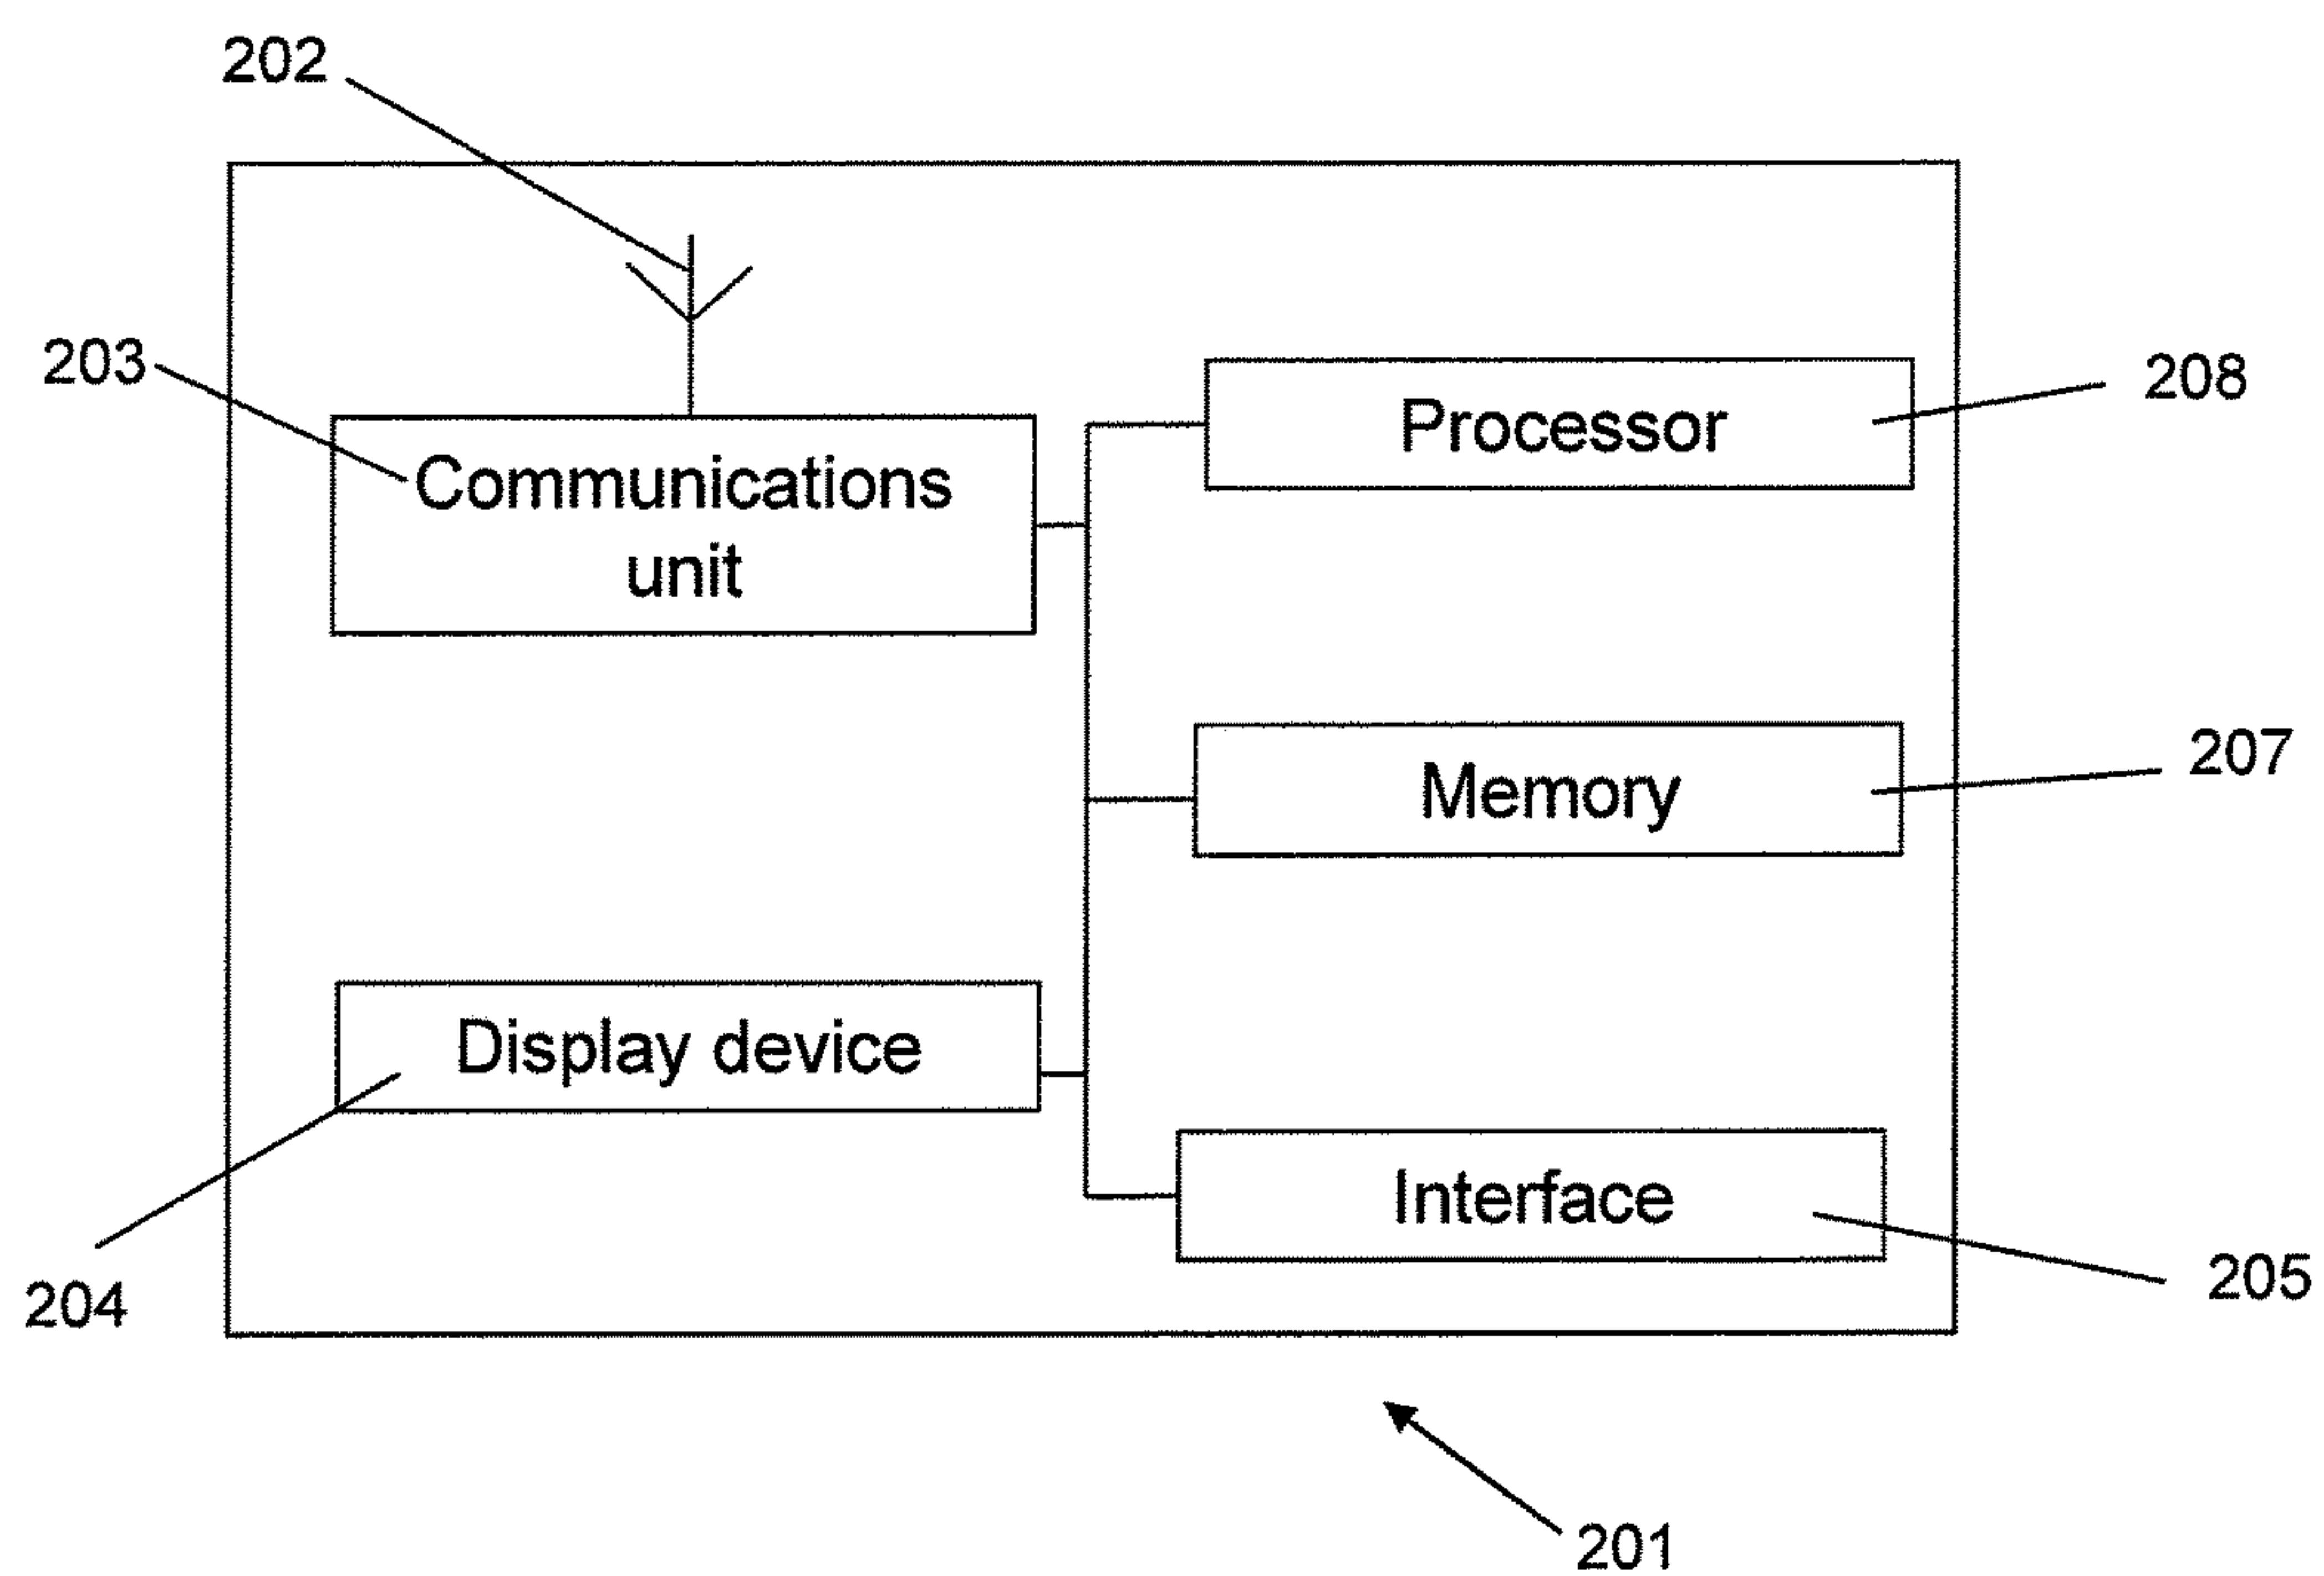 202
203
Communications
unit
Processor
208
Memory
207
Display device
204
Interface
205
201